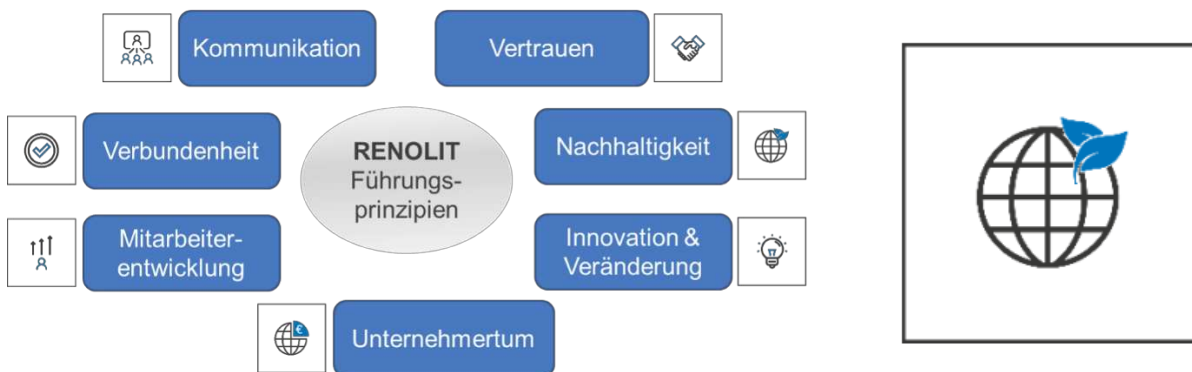 Kommunikation
Vertrauen
Verbundenheit
RENOLIT
Führungs-
prinzipien
Nachhaltigkeit
Mitarbeiter-
entwicklung
Innovation &
Veränderung
€
Unternehmertum